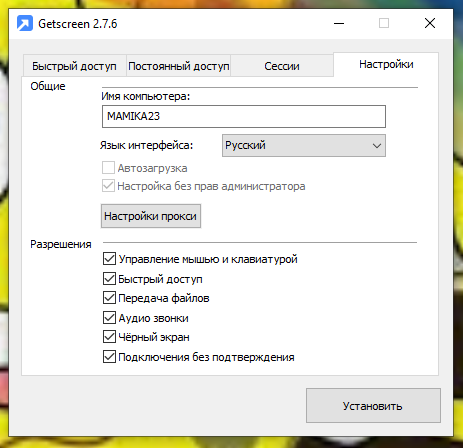 Getscreen 2.7.6
Быстрый доступ Постоянный доступ Сессии Настройки
Общие
Имя компьютера:
MAMIKA23
Язык интерфейса: Русский
Автозагрузка
Настройка без прав администратора
Настройки прокси
Разрешения
Управление мышью и клавиатурой
Быстрый доступ
Передача файлов
Аудио звонки
Чёрный экран
Подключения без подтверждения
Установить